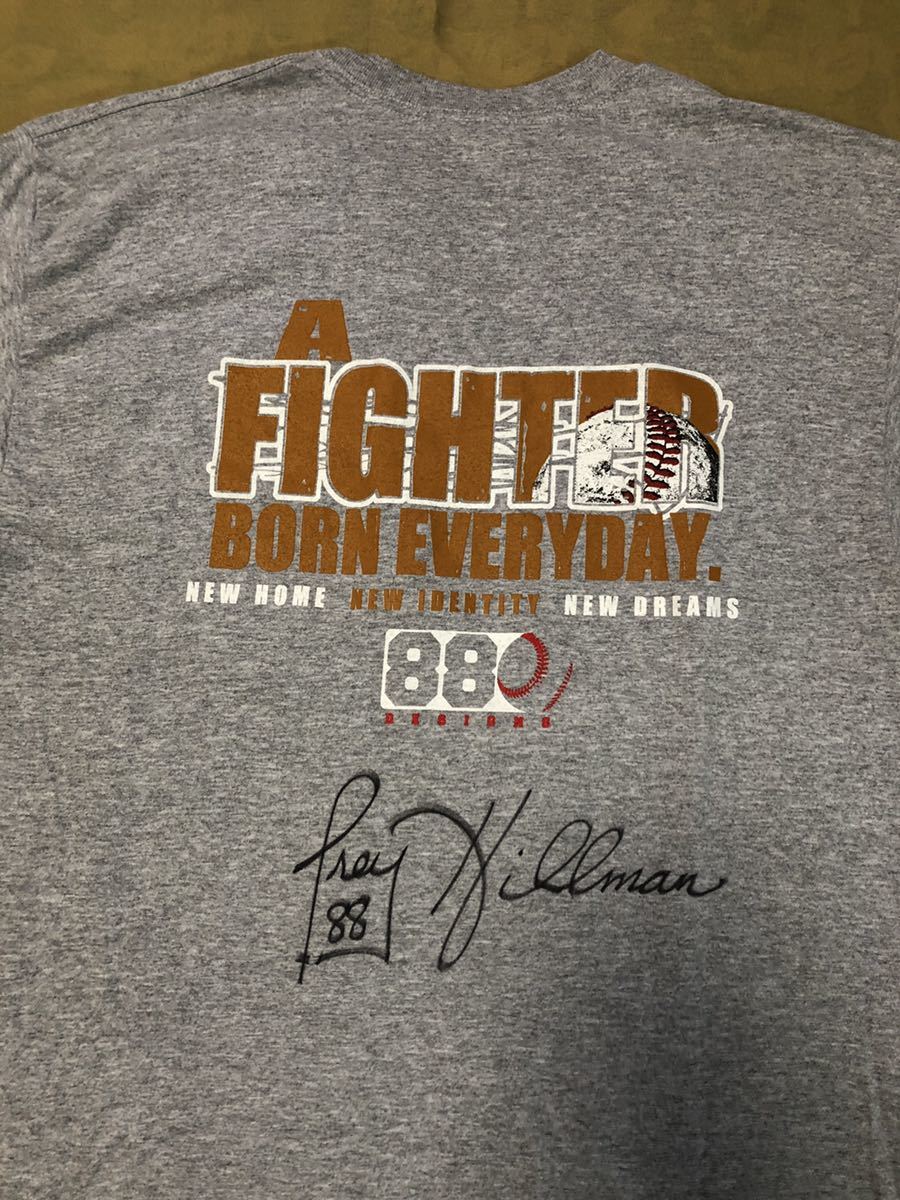 A
FIGHTER
BORN EVERYDAY.
NEW HOME NEW IDENTITY NEW DREAMS
88
DESIGNS
Trey Hillman
88